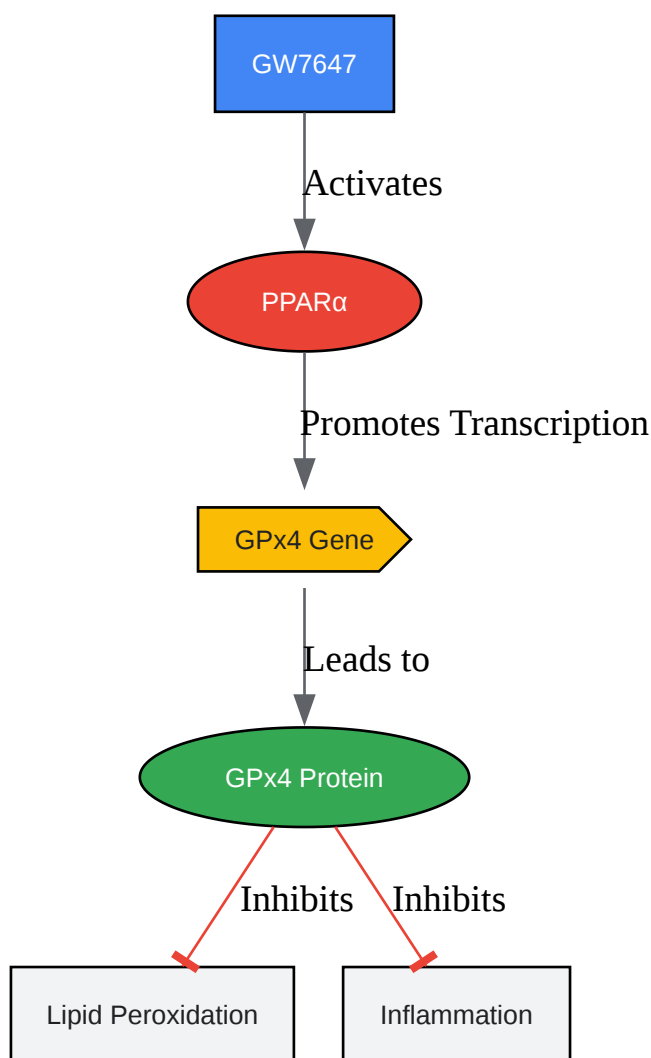 GW7647
Activates
PPARα
Promotes Transcription
GPx4 Gene
Leads to
GPx4 Protein
Inhibits
Inhibits
Lipid Peroxidation
Inflammation